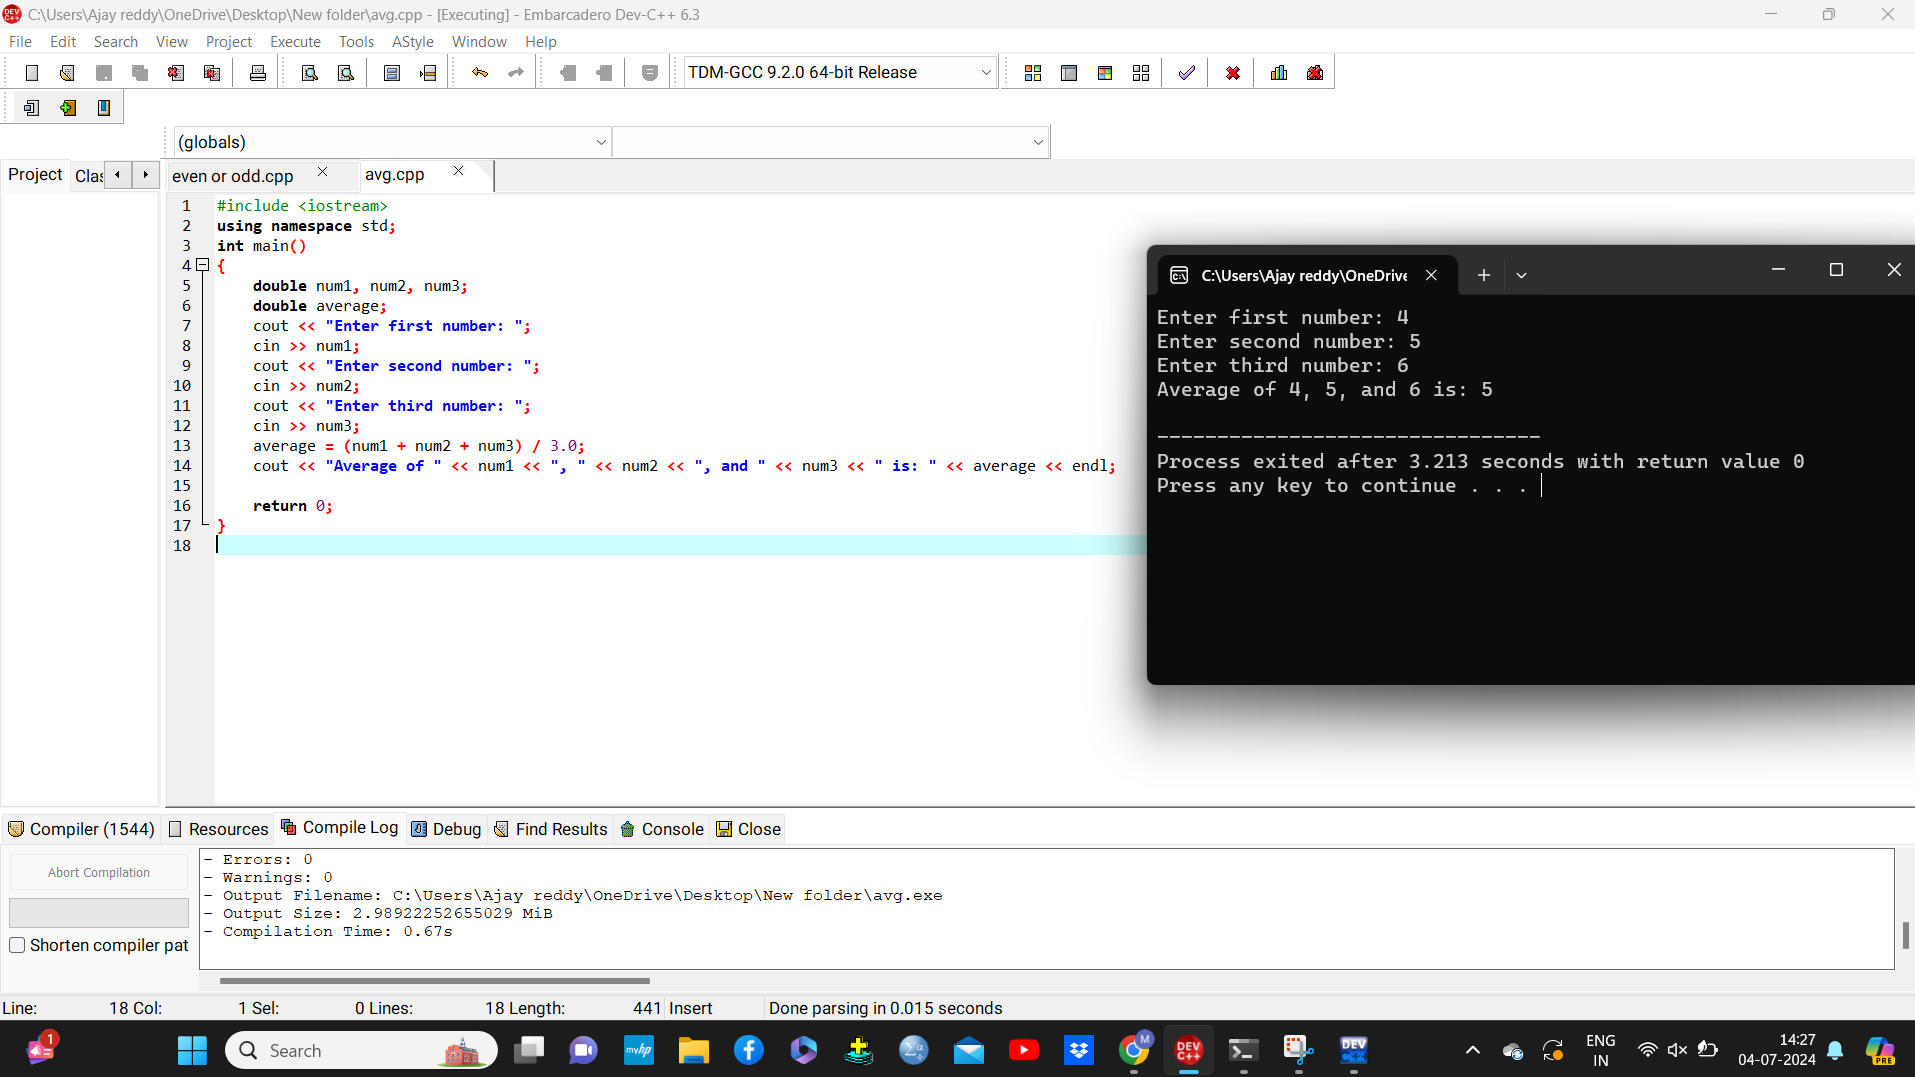 C:\Users\Ajay reddy\OneDrive\Desktop\New folder\avg.cpp - [Executing] - Embarcadero Dev-C++ 6.3
File Edit Search View Project Execute Tools AStyle Window Help
TDM-GCC 9.2.0 64-bit Release
(globals)
Project Clas
even or odd.cpp
avg.cpp
1 #include <iostream>
2 using namespace std;
3 int main()
4 {
5 double num1, num2, num3;
6 double average;
7 cout << "Enter first number: ";
8 cin >> num1;
9 cout << "Enter second number: ";
10 cin >> num2;
11 cout << "Enter third number: ";
12 cin >> num3;
13 average = (num1 + num2 + num3) / 3.0;
14 cout << "Average of " << num1 << ", " << num2 << ", and " << num3 << " is: " << average << endl;
15
16 return 0;
17 }
18
C:\Users\Ajay reddy\OneDrive
Enter first number: 4
Enter second number: 5
Enter third number: 6
Average of 4, 5, and 6 is: 5
--------------------------------
Process exited after 3.213 seconds with return value 0
Press any key to continue . . .
Compiler (1544) Resources Compile Log Debug Find Results Console Close
Abort Compilation
Shorten compiler pat
- Errors: 0
- Warnings: 0
- Output Filename: C:\Users\Ajay reddy\OneDrive\Desktop\New folder\avg.exe
- Output Size: 2.98922252655029 MiB
- Compilation Time: 0.67s
Line: 18 Col: 1 Sel: 0 Lines: 18 Length: 441 Insert Done parsing in 0.015 seconds
1
Search
myhp
M
DEV C++
DEV C++
ENG
IN
14:27
04-07-2024
PRE